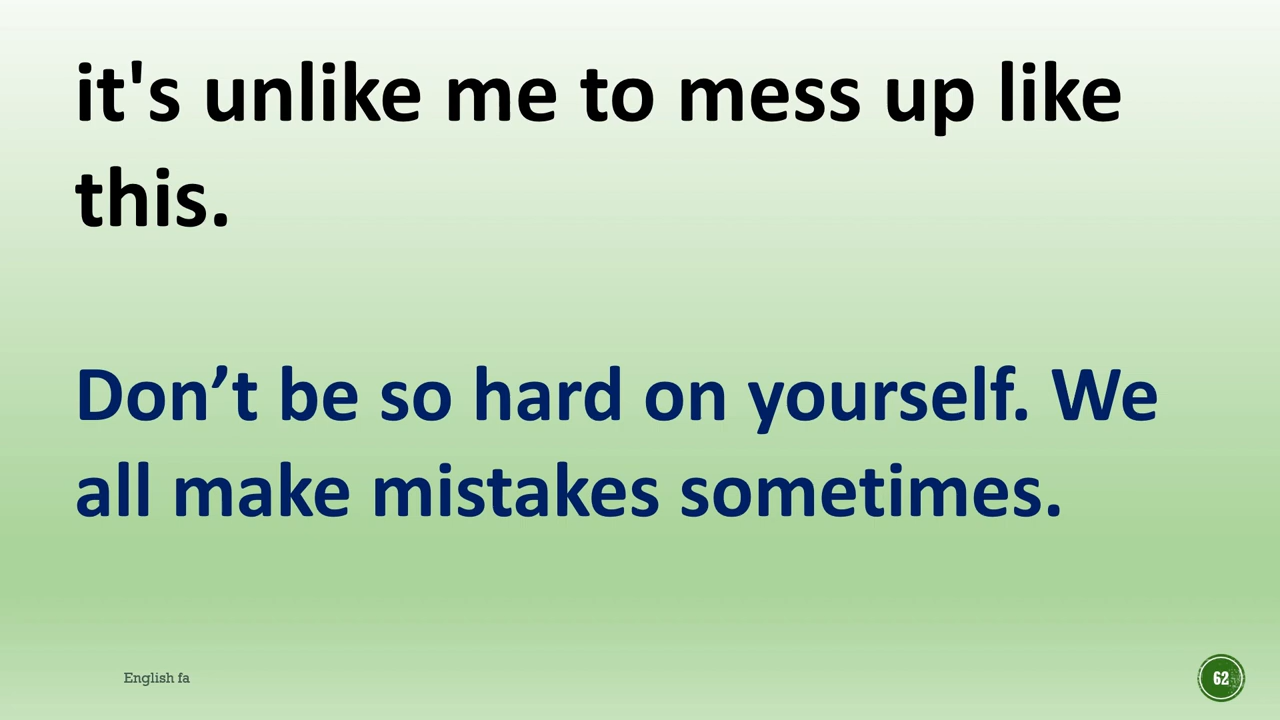 it's unlike me to mess up like
this.
Don’t be so hard on yourself. We
all make mistakes sometimes.
English fa
62